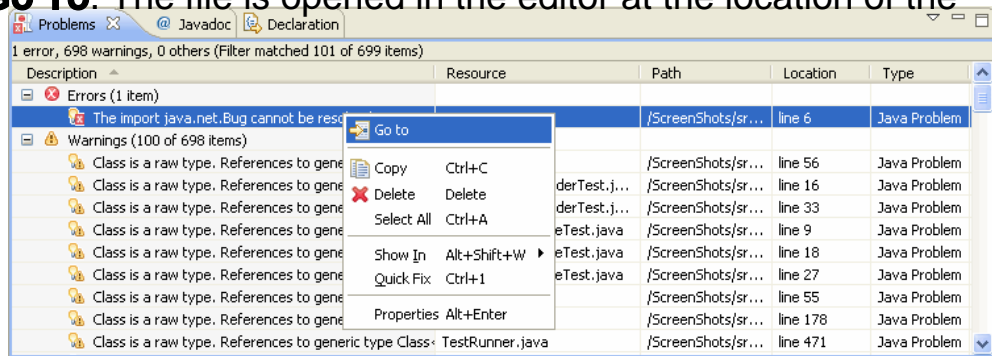 Go To. The file is opened in the editor at the location of the
Problems @ Javadoc Declaration
1 error, 698 warnings, 0 others (Filter matched 101 of 699 items)
Description Resource Path Location Type
Errors (1 item)
The import java.net.Bug cannot be /ScreenShots/sr... line 6 Java Problem
Go to
Warnings (100 of 698 items)
Class is a raw type. References to gene /ScreenShots/sr... line 56 Java Problem
Copy Ctrl+C
Class is a raw type. References to gene derTest.j... /ScreenShots/sr... line 16 Java Problem
Delete Delete
Class is a raw type. References to gene derTest.j... /ScreenShots/sr... line 33 Java Problem
Select All Ctrl+A
Class is a raw type. References to gene eTest.java /ScreenShots/sr... line 9 Java Problem
Class is a raw type. References to gene eTest.java /ScreenShots/sr... line 18 Java Problem
Show In Alt+Shift+W
Class is a raw type. References to gene eTest.java /ScreenShots/sr... line 27 Java Problem
Quick Fix Ctrl+1
Class is a raw type. References to gene /ScreenShots/sr... line 55 Java Problem
Class is a raw type. References to gene /ScreenShots/sr... line 178 Java Problem
Properties Alt+Enter
Class is a raw type. References to generic type Class< TestRunner.java /ScreenShots/sr... line 471 Java Problem